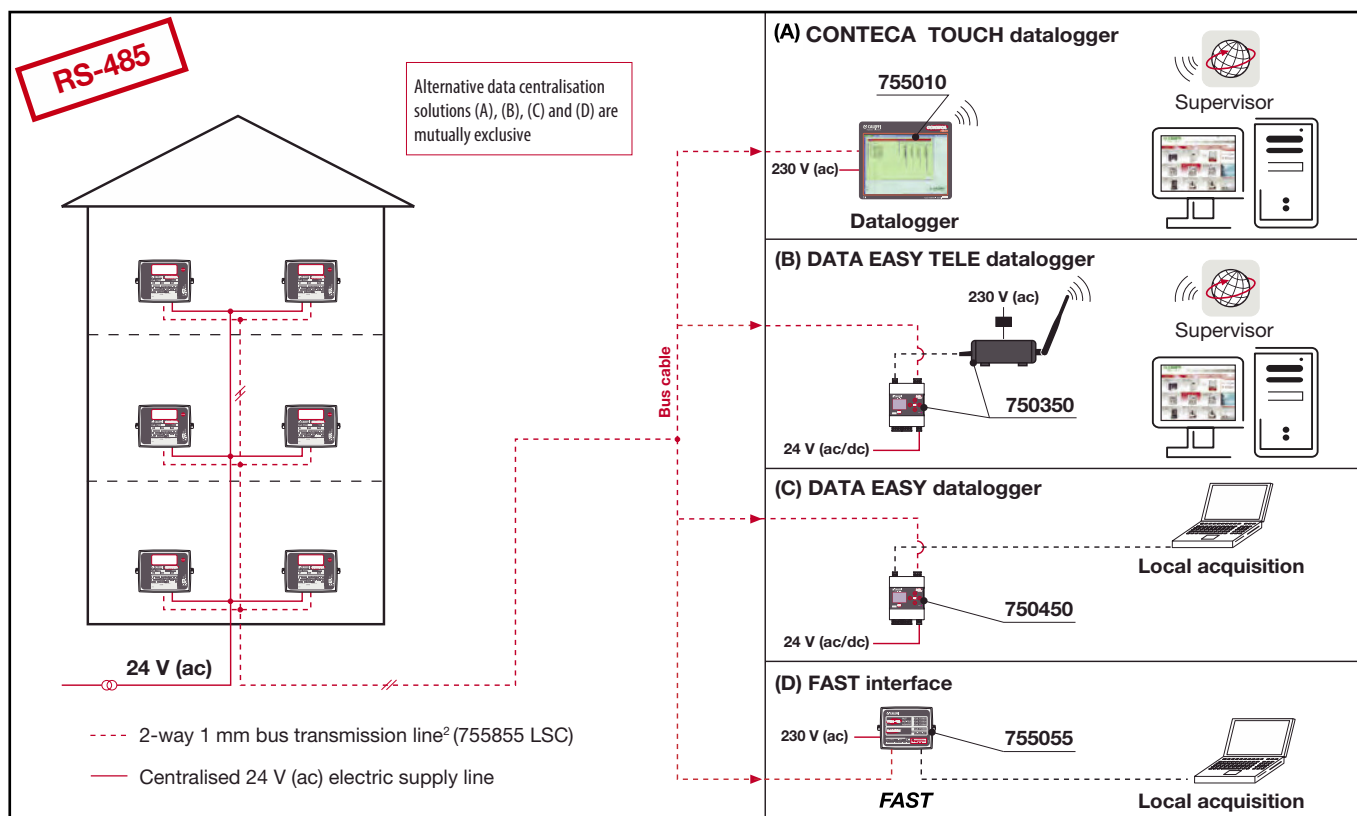 RS-485
Alternative data centralisation
solutions (A), (B), (C) and (D) are
mutually exclusive
24 V (ac)
2-way 1 mm bus transmission line² (755855 LSC)
Centralised 24 V (ac) electric supply line
Bus cable
(A) CONTECA TOUCH datalogger
755010
230 V (ac)
Datalogger
Supervisor
(B) DATA EASY TELE datalogger
230 V (ac)
750350
24 V (ac/dc)
Supervisor
(C) DATA EASY datalogger
750450
24 V (ac/dc)
Local acquisition
(D) FAST interface
230 V (ac)
755055
FAST
Local acquisition